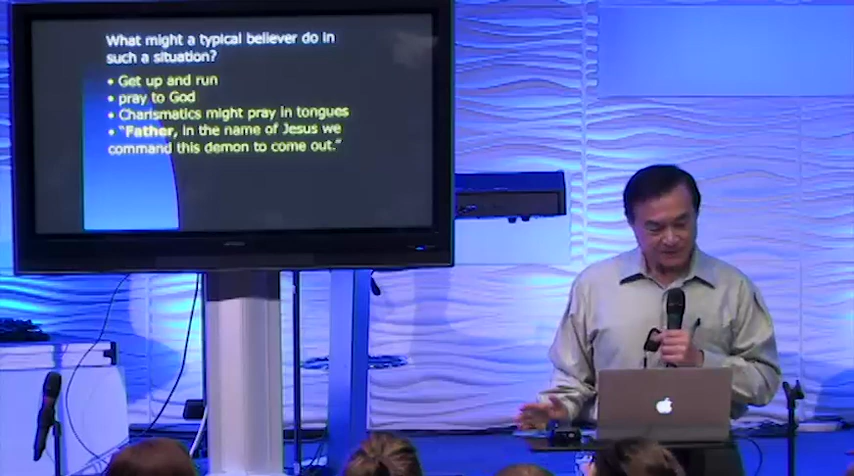 What might a typical believer do in
such a situation?
• Get up and run
• pray to God
• Charismatics might pray in tongues
• "Father, in the name of Jesus we
command this demon to come out."